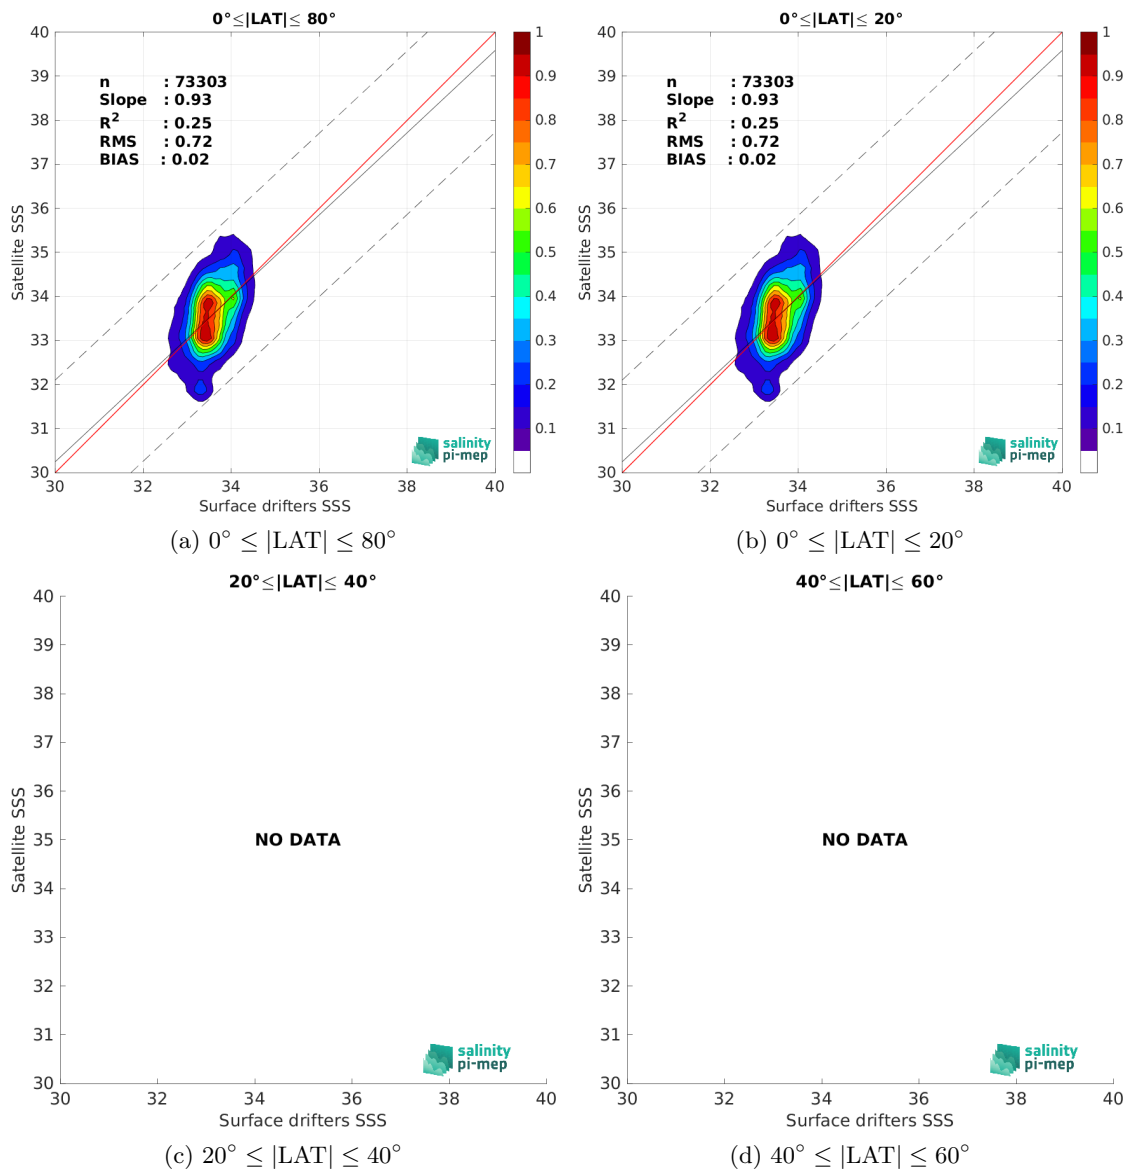 0°≤|LAT|≤ 80°
40
39
38
37
36
35
34
33
32
31
30
Satellite SSS
n : 73303
Slope : 0.93
R² : 0.25
RMS : 0.72
BIAS : 0.02
salinity
pi-mep
30 32 34 36 38 40
Surface drifters SSS
1
0.9
0.8
0.7
0.6
0.5
0.4
0.3
0.2
0.1
(a) 0° ≤ |LAT| ≤ 80°
0°≤|LAT|≤ 20°
40
39
38
37
36
35
34
33
32
31
30
Satellite SSS
n : 73303
Slope : 0.93
R² : 0.25
RMS : 0.72
BIAS : 0.02
salinity
pi-mep
30 32 34 36 38 40
Surface drifters SSS
1
0.9
0.8
0.7
0.6
0.5
0.4
0.3
0.2
0.1
(b) 0° ≤ |LAT| ≤ 20°
20°≤|LAT|≤ 40°
40
39
38
37
36
35
34
33
32
31
30
Satellite SSS
NO DATA
salinity
pi-mep
30 32 34 36 38 40
Surface drifters SSS
(c) 20° ≤ |LAT| ≤ 40°
40°≤|LAT|≤ 60°
40
39
38
37
36
35
34
33
32
31
30
Satellite SSS
NO DATA
salinity
pi-mep
30 32 34 36 38 40
Surface drifters SSS
(d) 40° ≤ |LAT| ≤ 60°